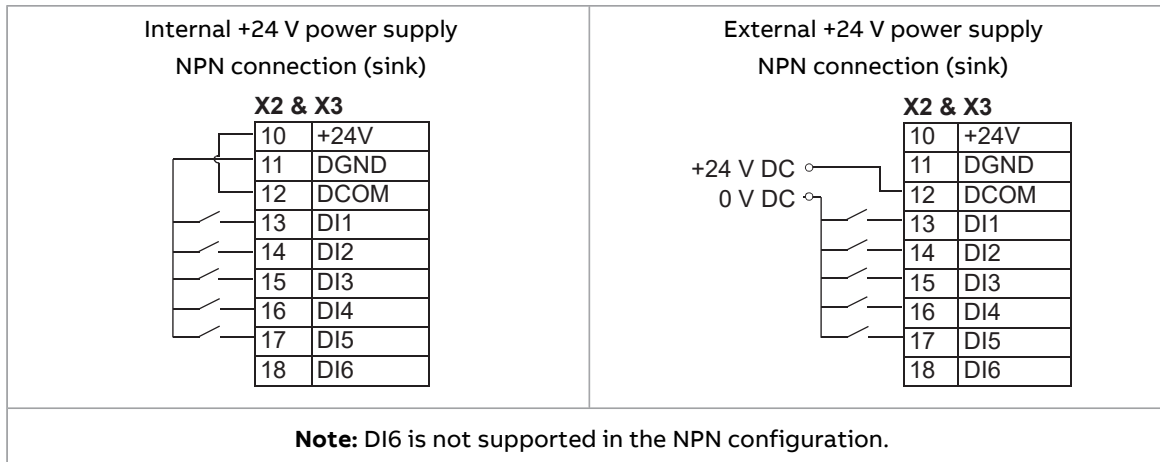 Internal +24 V power supply
NPN connection (sink)
X2 & X3
10 +24V
11 DGND
12 DCOM
13 DI1
14 DI2
15 DI3
16 DI4
17 DI5
18 DI6
External +24 V power supply
NPN connection (sink)
X2 & X3
+24 V DC
0 V DC
10 +24V
11 DGND
12 DCOM
13 DI1
14 DI2
15 DI3
16 DI4
17 DI5
18 DI6
Note: DI6 is not supported in the NPN configuration.